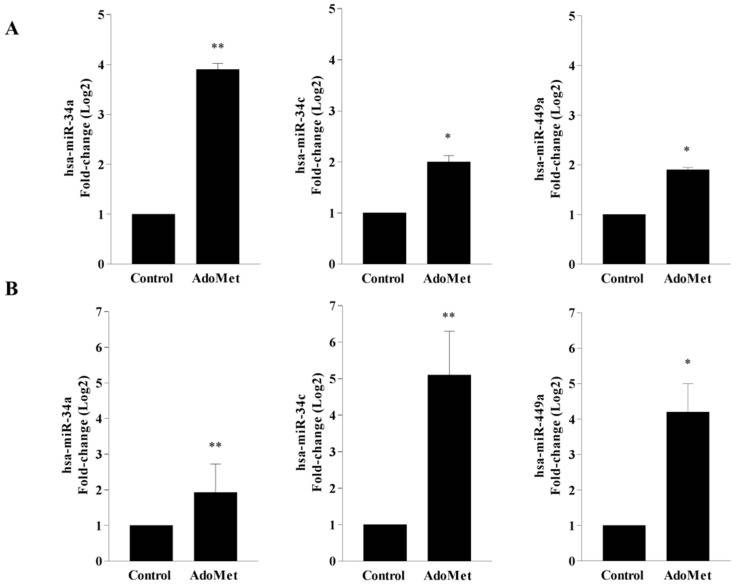 A
hsa-miR-34a
Fold-change (Log2)
5
4
3
2
1
0
**
Control AdoMet
hsa-miR-34c
Fold-change (Log2)
5
4
3
2
1
0
*
Control AdoMet
hsa-miR-449a
Fold-change (Log2)
5
4
3
2
1
0
*
Control AdoMet
B
hsa-miR-34a
Fold-change (Log2)
7
6
5
4
3
2
1
0
**
Control AdoMet
hsa-miR-34c
Fold-change (Log2)
7
6
5
4
3
2
1
0
**
Control AdoMet
hsa-miR-449a
Fold-change (Log2)
7
6
5
4
3
2
1
0
*
Control AdoMet